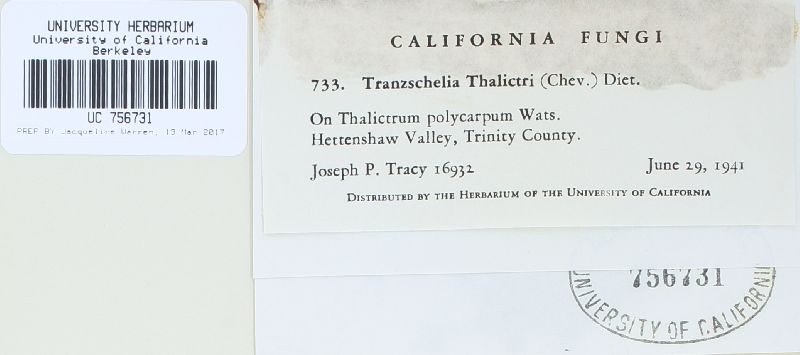 UNIVERSITY HERBARIUM
University of California
Berkeley
UC 756731
PREP BY Jacqueline Warren, 13 Mar 2017
CALIFORNIA FUNGI
733. Tranzschelia Thalictri (Chev.) Diet.
On Thalictrum polycarpum Wats.
Hettenshaw Valley, Trinity County.
Joseph P. Tracy 16932 June 29, 1941
Distributed by the Herbarium of the University of California
756731
UNIVERSITY OF CALIFORNIA